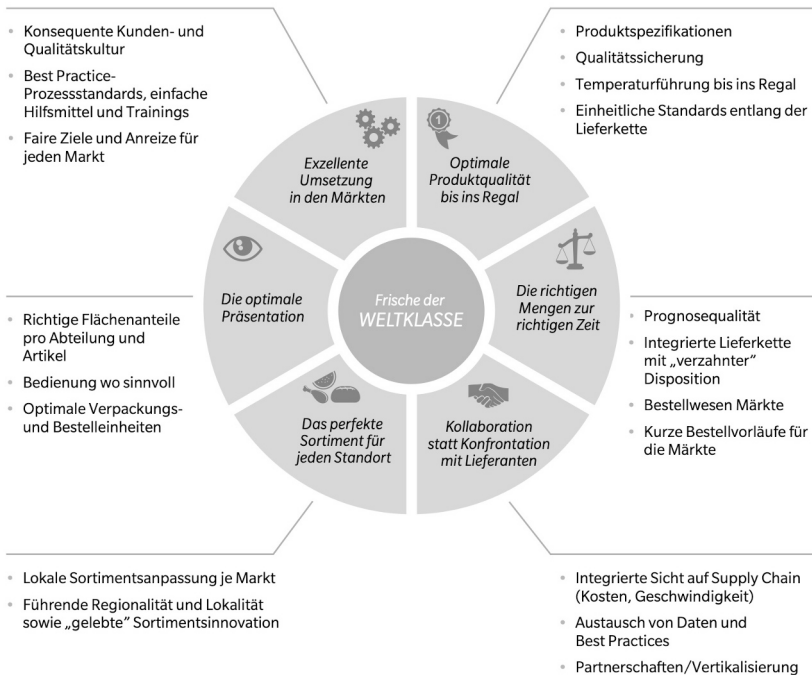 Konsequente Kunden- und
Qualitätskultur
Best Practice-
Prozessstandards, einfache
Hilfsmittel und Trainings
Faire Ziele und Anreize für
jeden Markt
Produktspezifikationen
Qualitätssicherung
Temperaturführung bis ins Regal
Einheitliche Standards entlang der
Lieferkette
Exzellente
Umsetzung
in den Märkten
1
Optimale
Produktqualität
bis ins Regal
Die optimale
Präsentation
Frische der
WELTKLASSE
Die richtigen
Mengen zur
richtigen Zeit
Richtige Flächenanteile
pro Abteilung und
Artikel
Bedienung wo sinnvoll
Optimale Verpackungs-
und Bestelleinheiten
Prognosequalität
Integrierte Lieferkette
mit „verzahnter”
Disposition
Bestellwesen Märkte
Kurze Bestellvorläufe für
die Märkte
Das perfekte
Sortiment für
jeden Standort
Kollaboration
statt Konfrontation
mit Lieferanten
Lokale Sortimentsanpassung je Markt
Führende Regionalität und Lokalität
sowie „gelebte” Sortimentsinnovation
Integrierte Sicht auf Supply Chain
(Kosten, Geschwindigkeit)
Austausch von Daten und
Best Practices
Partnerschaften/Vertikalisierung